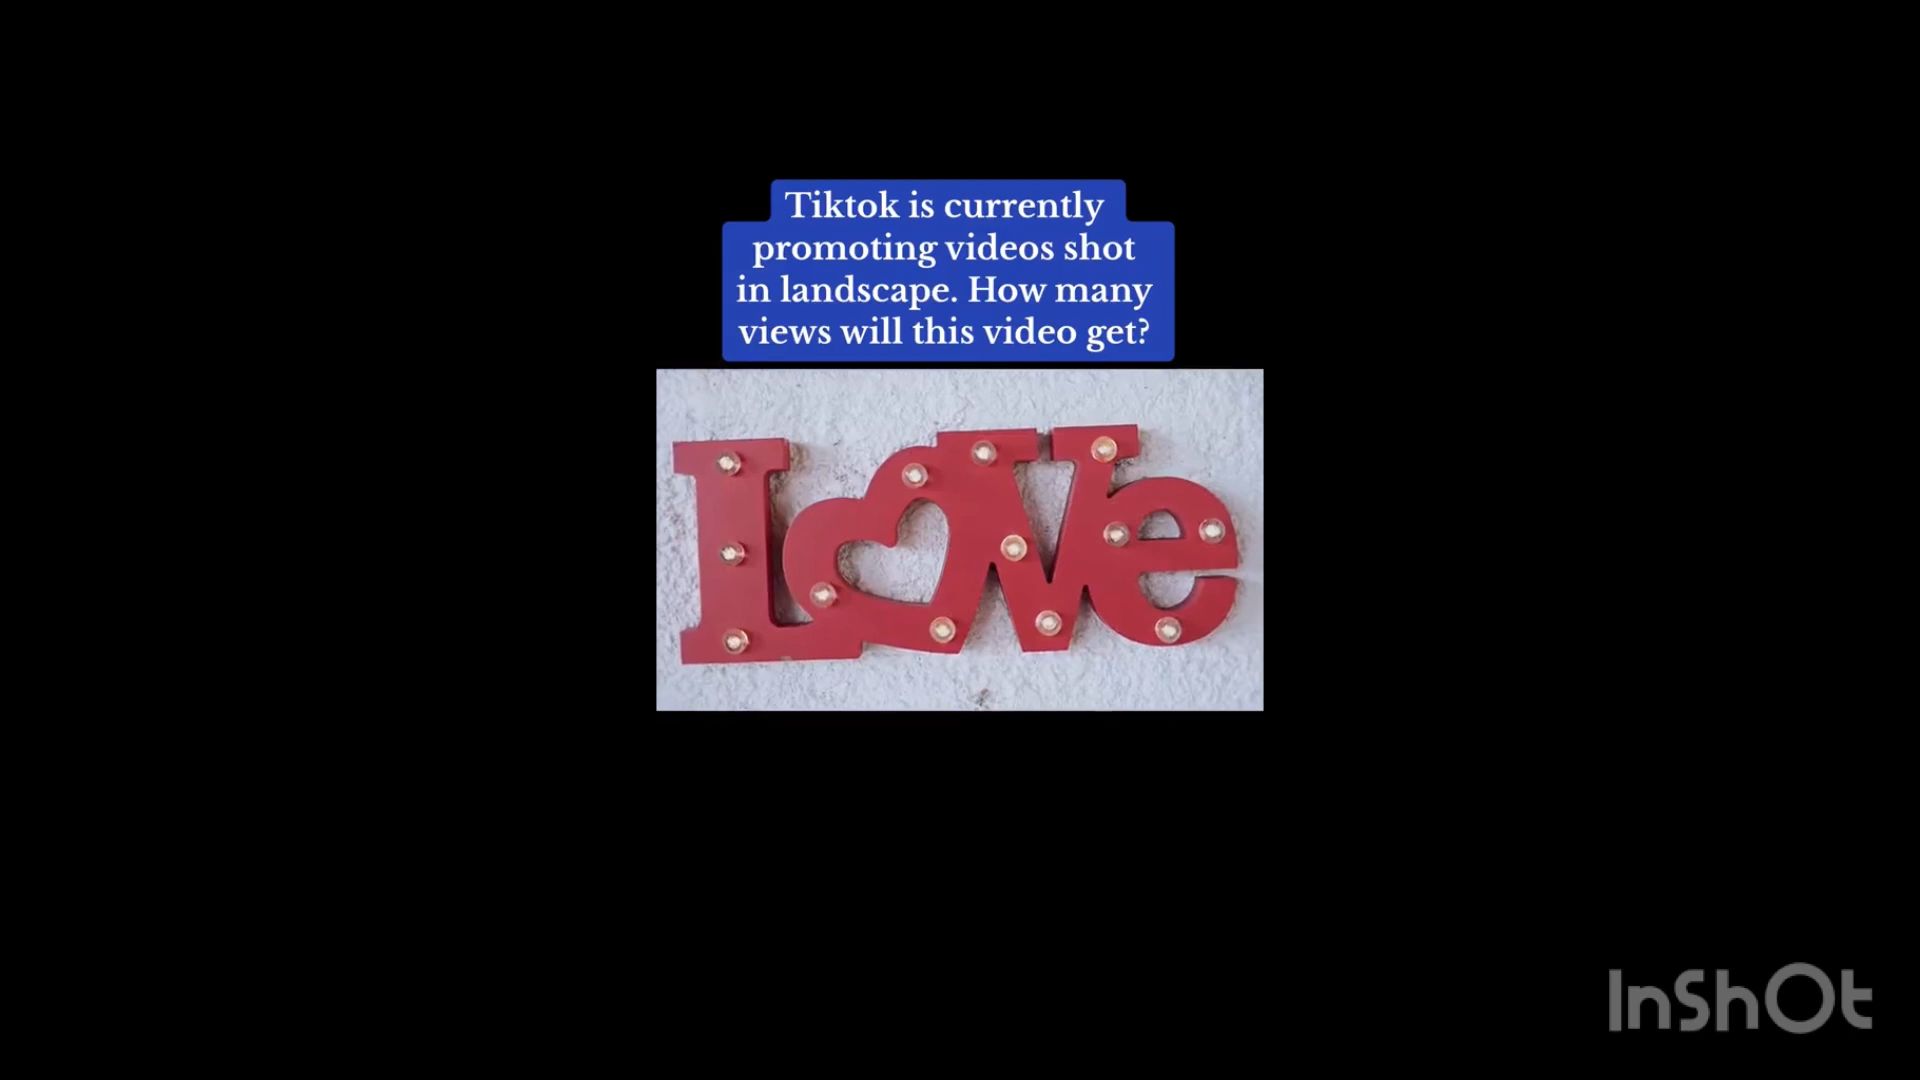 Tiktok is currently
promoting videos shot
in landscape. How many
views will this video get?
Love
InShOt